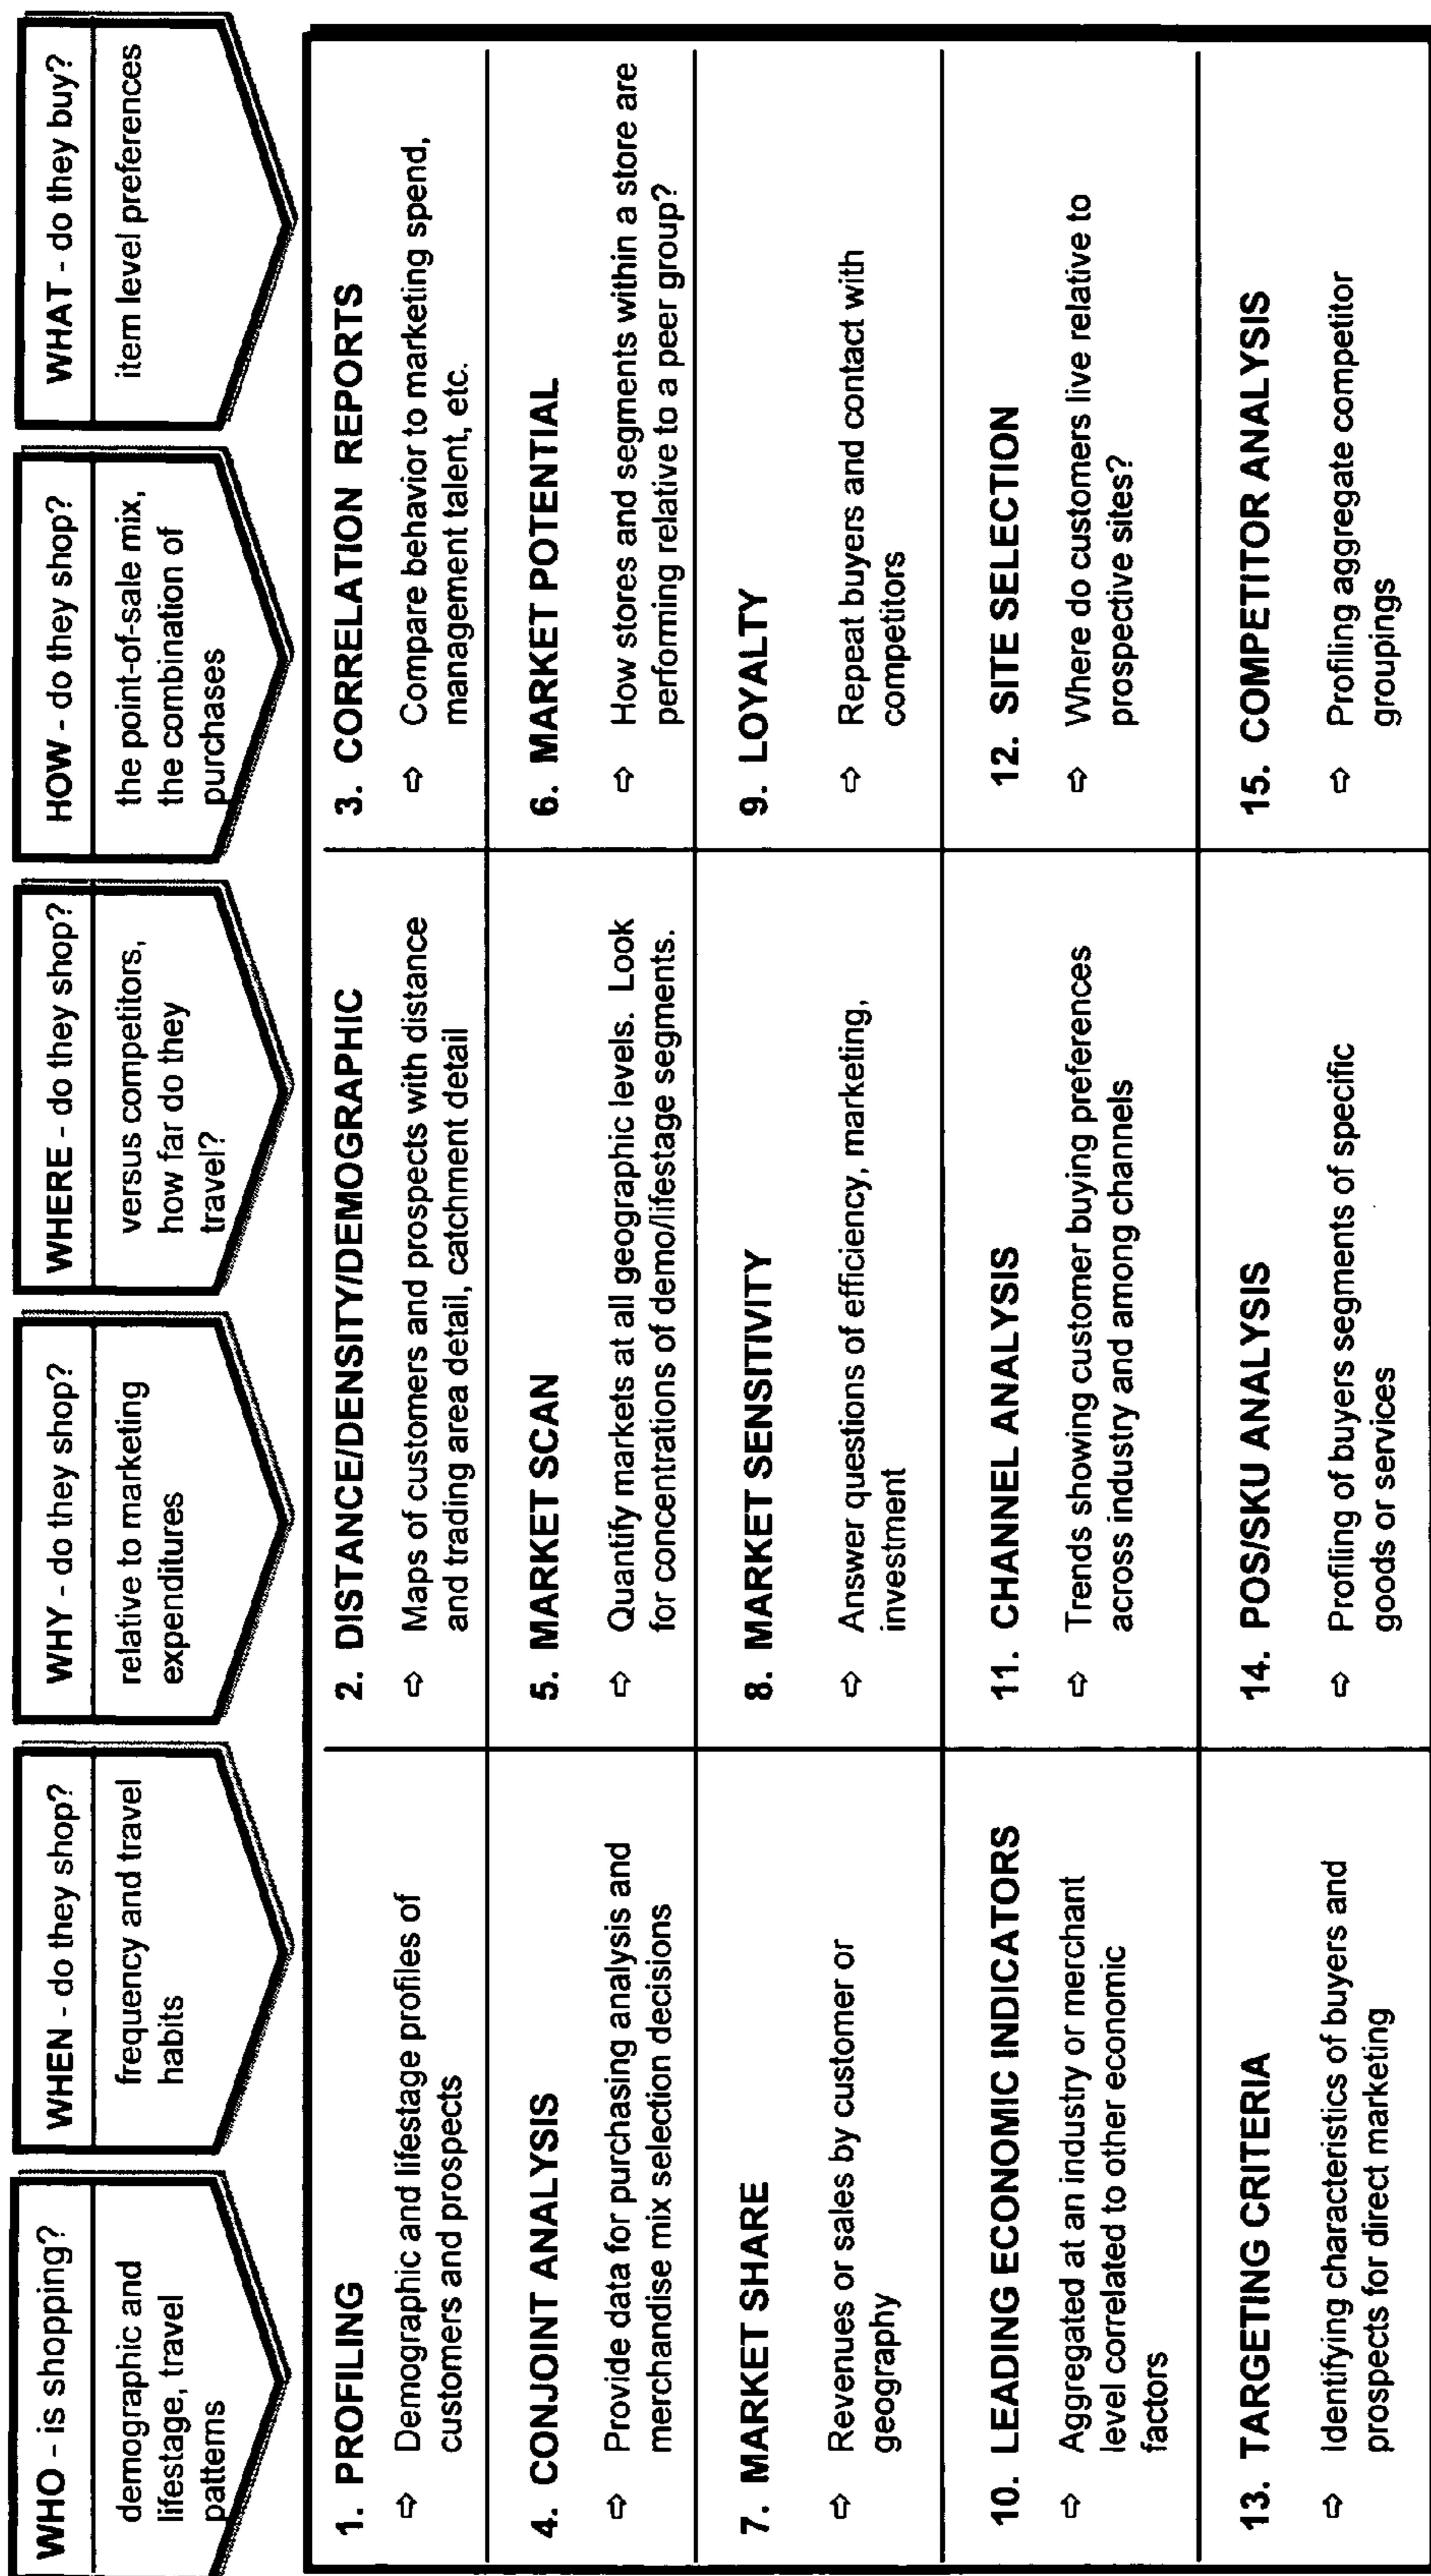 WHO - is shopping?
demographic and
lifestage, travel
patterns
WHEN - do they shop?
frequency and travel
habits
WHY - do they shop?
relative to marketing
expenditures
WHERE - do they shop?
versus competitors,
how far do they
travel?
HOW - do they shop?
the point-of-sale mix,
the combination of
purchases
WHAT - do they buy?
item level preferences
1. PROFILING
⇨ Demographic and lifestage profiles of
customers and prospects
2. DISTANCE/DENSITY/DEMOGRAPHIC
⇨ Maps of customers and prospects with distance
and trading area detail, catchment detail
3. CORRELATION REPORTS
⇨ Compare behavior to marketing spend,
management talent, etc.
4. CONJOINT ANALYSIS
⇨ Provide data for purchasing analysis and
merchandise mix selection decisions
5. MARKET SCAN
⇨ Quantify markets at all geographic levels. Look
for concentrations of demo/lifestage segments.
6. MARKET POTENTIAL
⇨ How stores and segments within a store are
performing relative to a peer group?
7. MARKET SHARE
⇨ Revenues or sales by customer or
geography
8. MARKET SENSITIVITY
⇨ Answer questions of efficiency, marketing,
investment
9. LOYALTY
⇨ Repeat buyers and contact with
competitors
10. LEADING ECONOMIC INDICATORS
⇨ Aggregated at an industry or merchant
level correlated to other economic
factors
11. CHANNEL ANALYSIS
⇨ Trends showing customer buying preferences
across industry and among channels
12. SITE SELECTION
⇨ Where do customers live relative to
prospective sites?
13. TARGETING CRITERIA
⇨ Identifying characteristics of buyers and
prospects for direct marketing
14. POS/SKU ANALYSIS
⇨ Profiling of buyers segments of specific
goods or services
15. COMPETITOR ANALYSIS
⇨ Profiling aggregate competitor
groupings